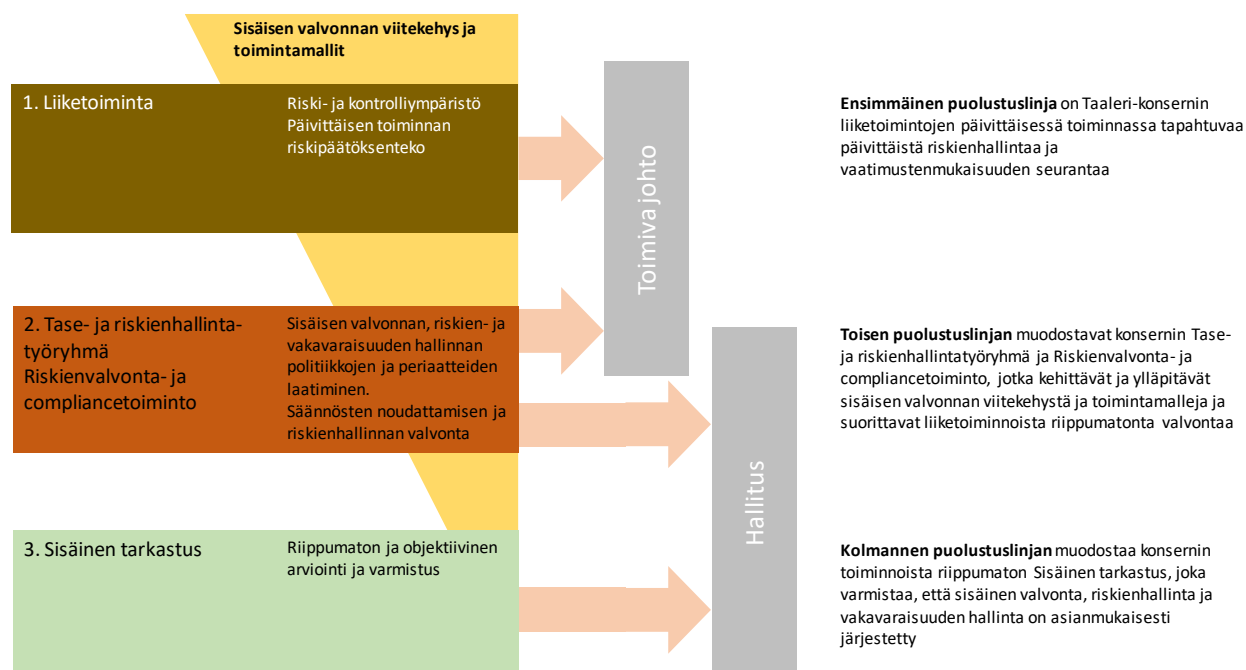 Sisäisen valvonnan viitekehys ja
toimintamallit
1. Liiketoiminta
Riski- ja kontrolliympäristö
Päivittäisen toiminnan
riskipäätöksenteko
Toimiva johto
Ensimmäinen puolustuslinja on Taaleri-konsernin
liiketoimintojen päivittäisessä toiminnassa tapahtuvaa
päivittäistä riskienhallintaa ja
vaatimustenmukaisuuden seurantaa
2. Tase- ja riskienhallinta-
työryhmä
Riskienvalvonta- ja
compliancetoiminto
Sisäisen valvonnan, riskien- ja
vakavaraisuuden hallinnan
politiikkojen ja periaatteiden
laatiminen.
Säännösten noudattamisen ja
riskienhallinnan valvonta
Hallitus
Toisen puolustuslinjan muodostavat konsernin Tase-
ja riskienhallintatyöryhmä ja Riskienvalvonta- ja
compliancetoiminto, jotka kehittävät ja ylläpitävät
sisäisen valvonnan viitekehystä ja toimintamalleja ja
suorittavat liiketoiminnoista riippumatonta valvontaa
3. Sisäinen tarkastus
Riippumaton ja objektiivinen
arviointi ja varmistus
Kolmannen puolustuslinjan muodostaa konsernin
toiminnoista riippumaton Sisäinen tarkastus, joka
varmistaa, että sisäinen valvonta, riskienhallinta ja
vakavaraisuuden hallinta on asianmukaisesti
järjestetty